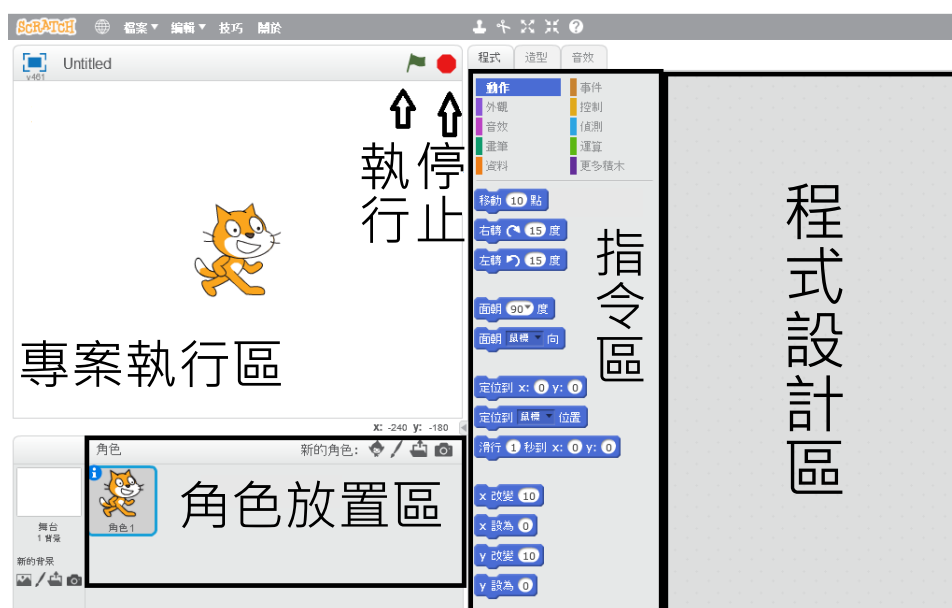 SCRATCH 檔案▼ 編輯▼ 技巧 關於
v461
Untitled
執行
停止
專案執行區
X: -240 y: -180
角色
新的角色:
角色1
角色放置區
舞台
1 背景
新的背景
程式 造型 音效
動作 事件
外觀 控制
音效 偵測
畫筆 運算
資料 更多積木
移動 10 點
右轉 15 度
左轉 15 度
面朝 90▼ 度
面朝 鼠標 ▼ 向
定位到 x: 0 y: 0
定位到 鼠標 ▼ 位置
滑行 1 秒到 x: 0 y: 0
x 改變 10
x 設為 0
y 改變 10
y 設為 0
指令區
程式設計區